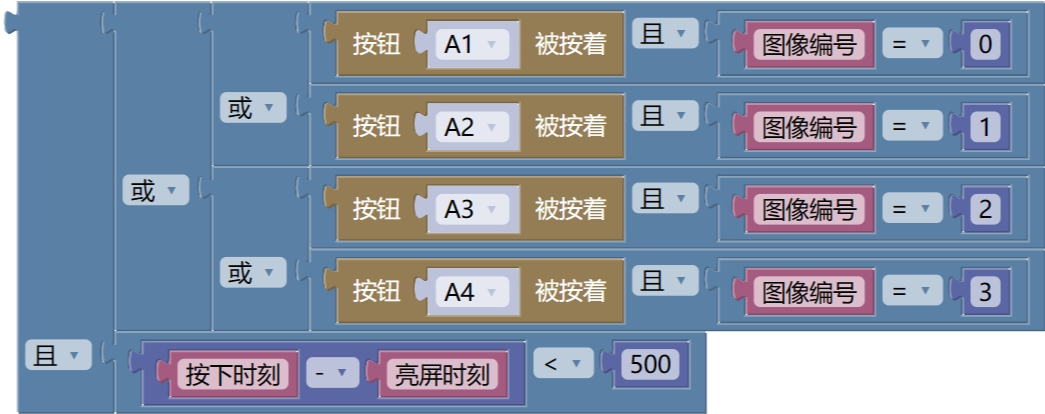 按钮 A1 被按着 且 图像编号 = 0
或
按钮 A2 被按着 且 图像编号 = 1
或
按钮 A3 被按着 且 图像编号 = 2
或
按钮 A4 被按着 且 图像编号 = 3
且 按下时刻 - 亮屏时刻 < 500